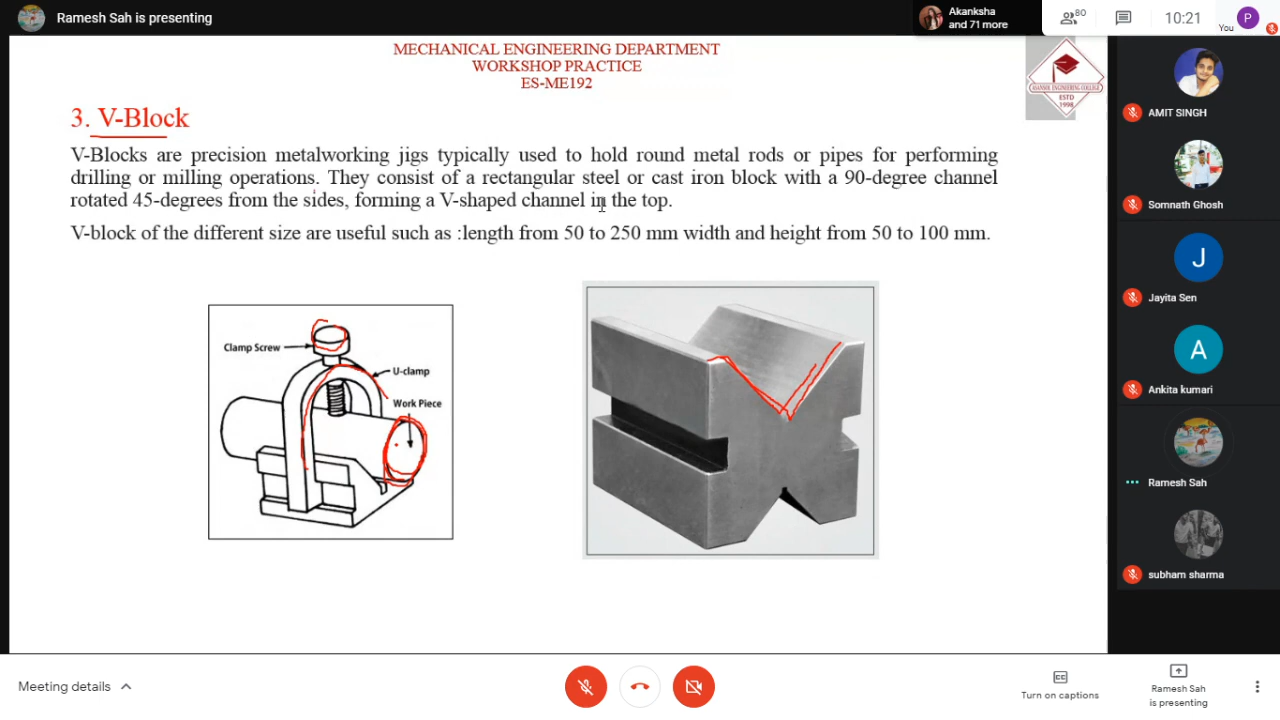 Ramesh Sah is presenting
Akanksha
and 71 more
80
10:21
You
P
MECHANICAL ENGINEERING DEPARTMENT
WORKSHOP PRACTICE
ES-ME192
ASANSOL ENGINEERING COLLEGE
ESTD
1998
3. V-Block
V-Blocks are precision metalworking jigs typically used to hold round metal rods or pipes for performing
drilling or milling operations. They consist of a rectangular steel or cast iron block with a 90-degree channel
rotated 45-degrees from the sides, forming a V-shaped channel in the top.
V-block of the different size are useful such as :length from 50 to 250 mm width and height from 50 to 100 mm.
Clamp Screw
U-clamp
Work Piece
AMIT SINGH
Somnath Ghosh
J
Jayita Sen
A
Ankita kumari
Ramesh Sah
subham sharma
Meeting details
CC
Turn on captions
Ramesh Sah
is presenting